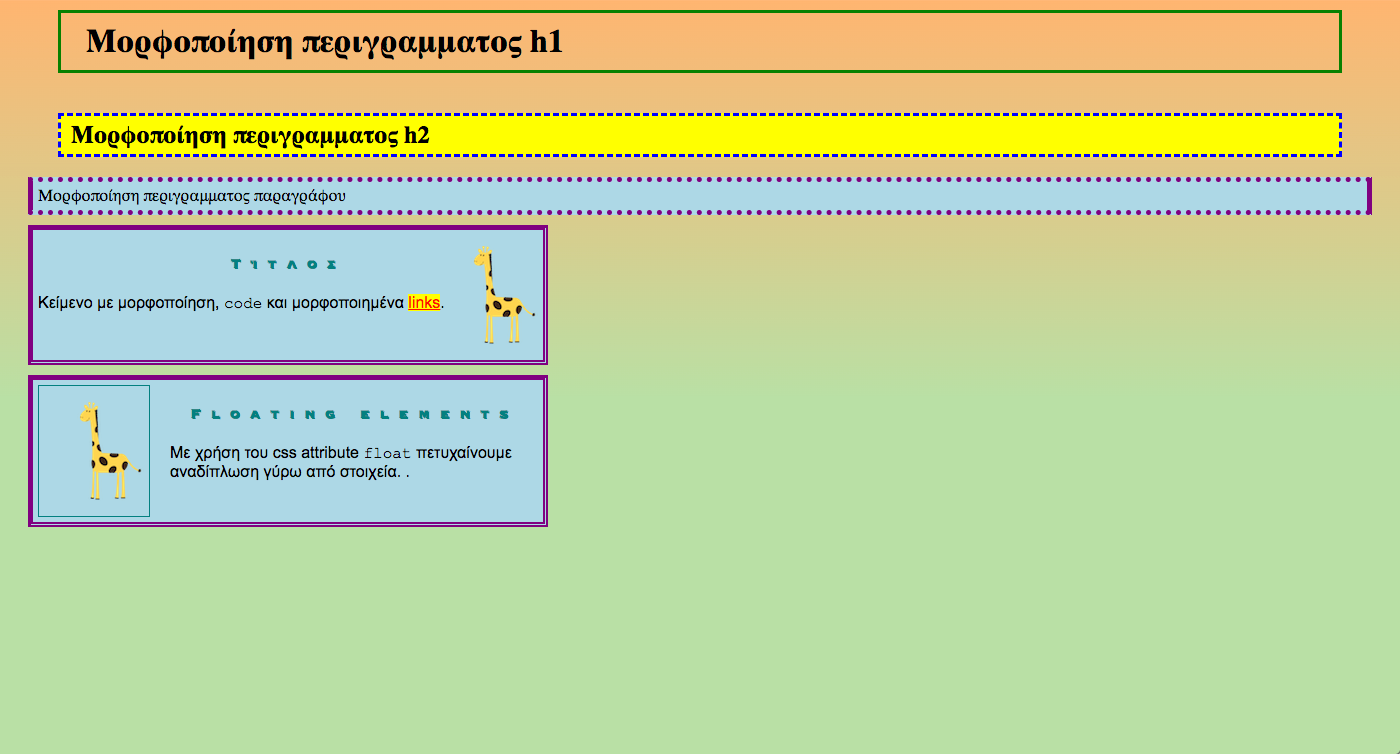 Μορφοποίηση περιγραμματος h1
Μορφοποίηση περιγραμματος h2
Μορφοποίηση περιγραμματος παραγράφου
Τίτλος
Κείμενο με μορφοποίηση, code και μορφοποιημένα links.
Floating elements
Με χρήση του css attribute float πετυχαίνουμε
αναδίπλωση γύρω από στοιχεία. .